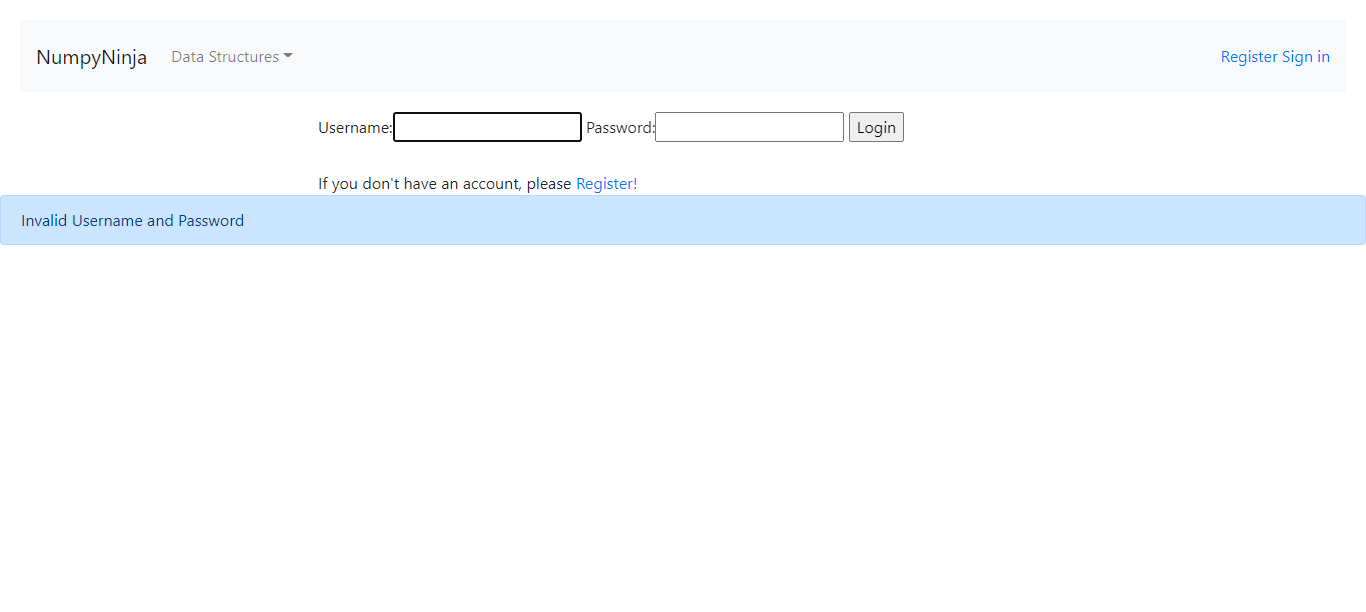 NumpyNinja Data Structures Register Sign in
Username: Password: Login
If you don't have an account, please Register!
Invalid Username and Password